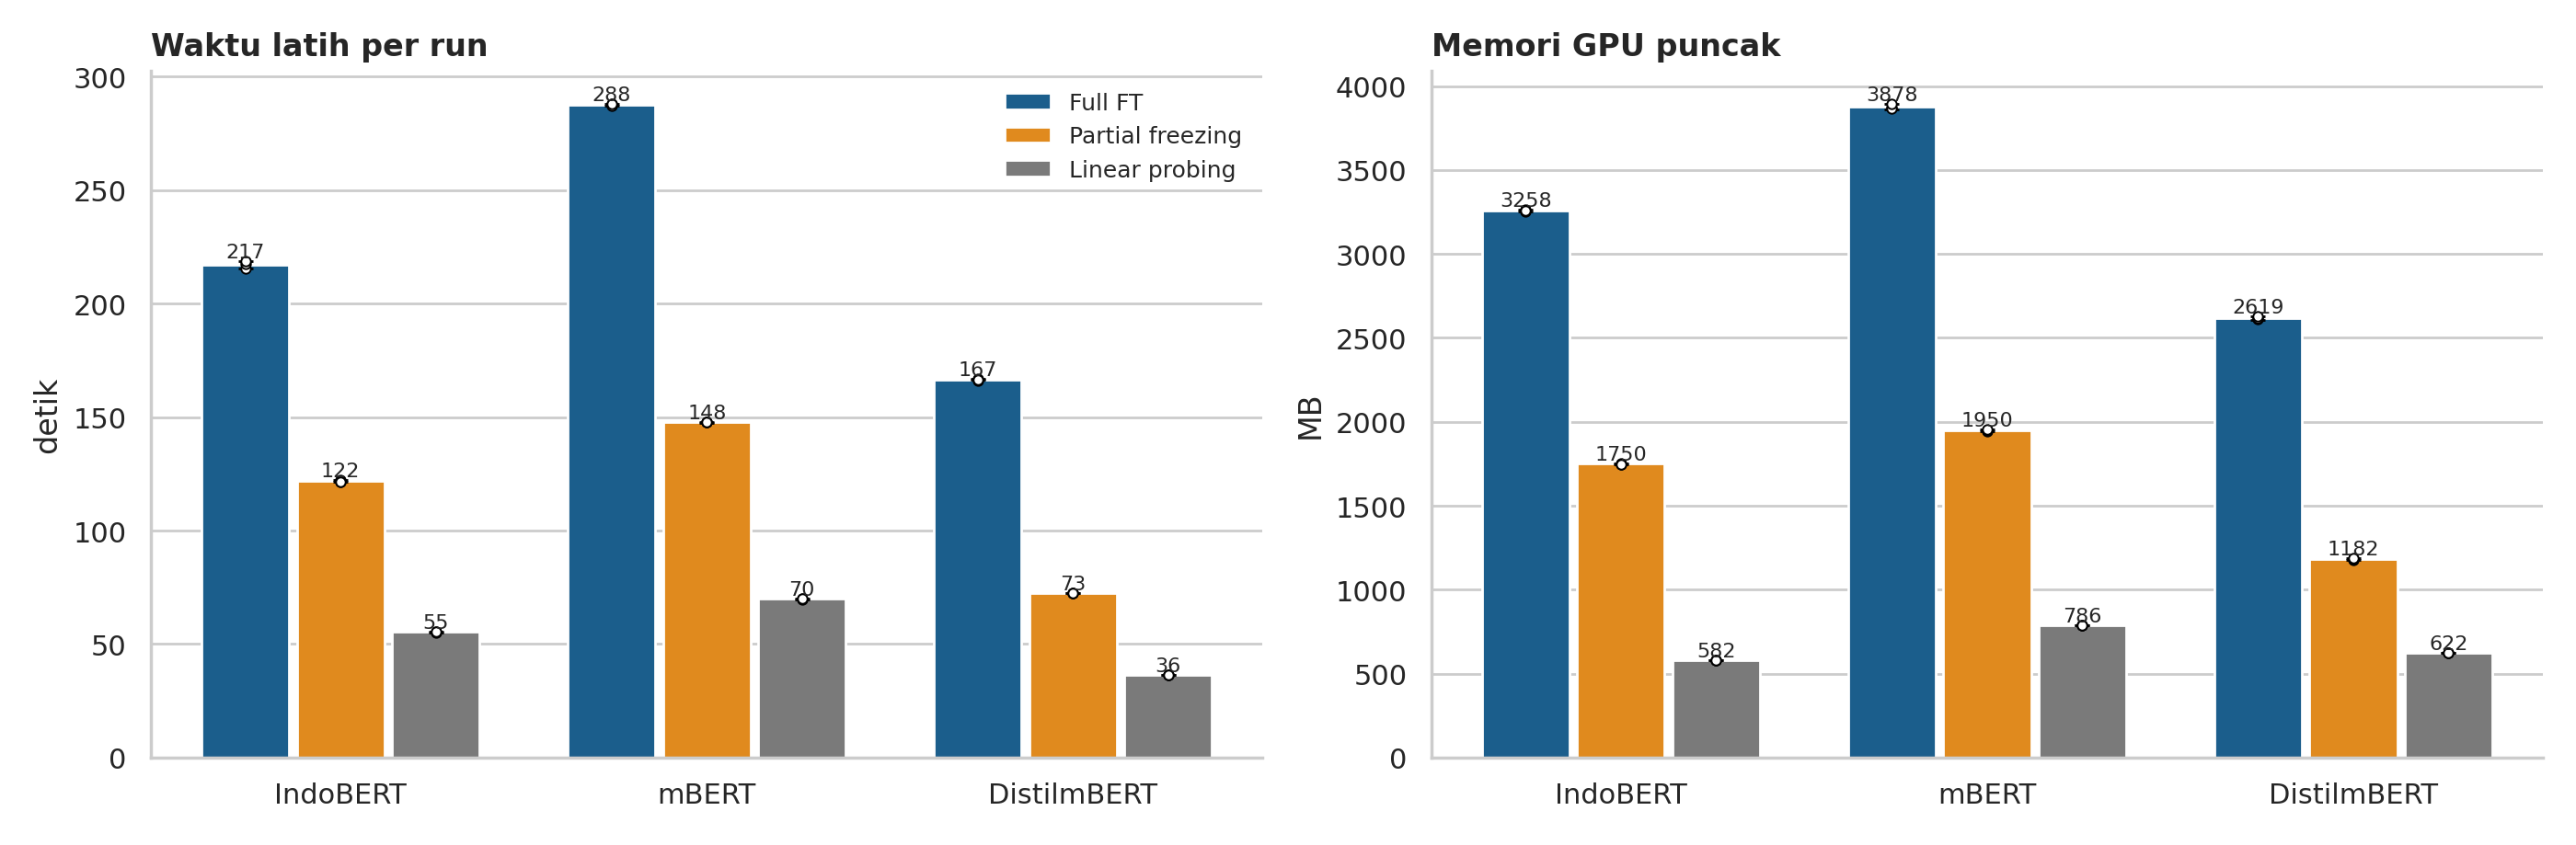 Waktu latih per run
300
250
200
150
100
50
0
detik
217
122
55
288
148
70
167
73
36
Full FT
Partial freezing
Linear probing
IndoBERT
mBERT
DistilmBERT
Memori GPU puncak
4000
3500
3000
2500
2000
1500
1000
500
0
MB
3258
1750
582
3878
1950
786
2619
1182
622
IndoBERT
mBERT
DistilmBERT